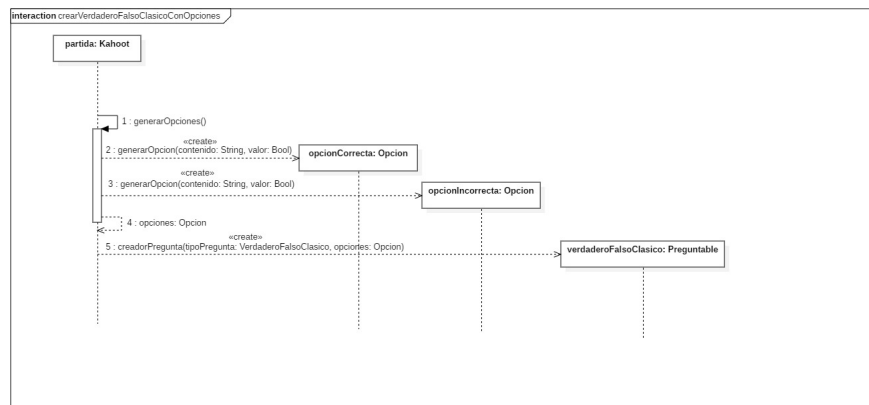 interaction crearVerdaderoFalsoClasicoConOpciones
partida: Kahoot
1 : generarOpciones()
«create»
2 : generarOpcion(contenido: String, valor: Bool)
opcionCorrecta: Opcion
«create»
3 : generarOpcion(contenido: String, valor: Bool)
opcionIncorrecta: Opcion
4 : opciones: Opcion
«create»
5 : creadorPregunta(tipoPregunta: VerdaderoFalsoClasico, opciones: Opcion)
verdaderoFalsoClasico: Preguntable